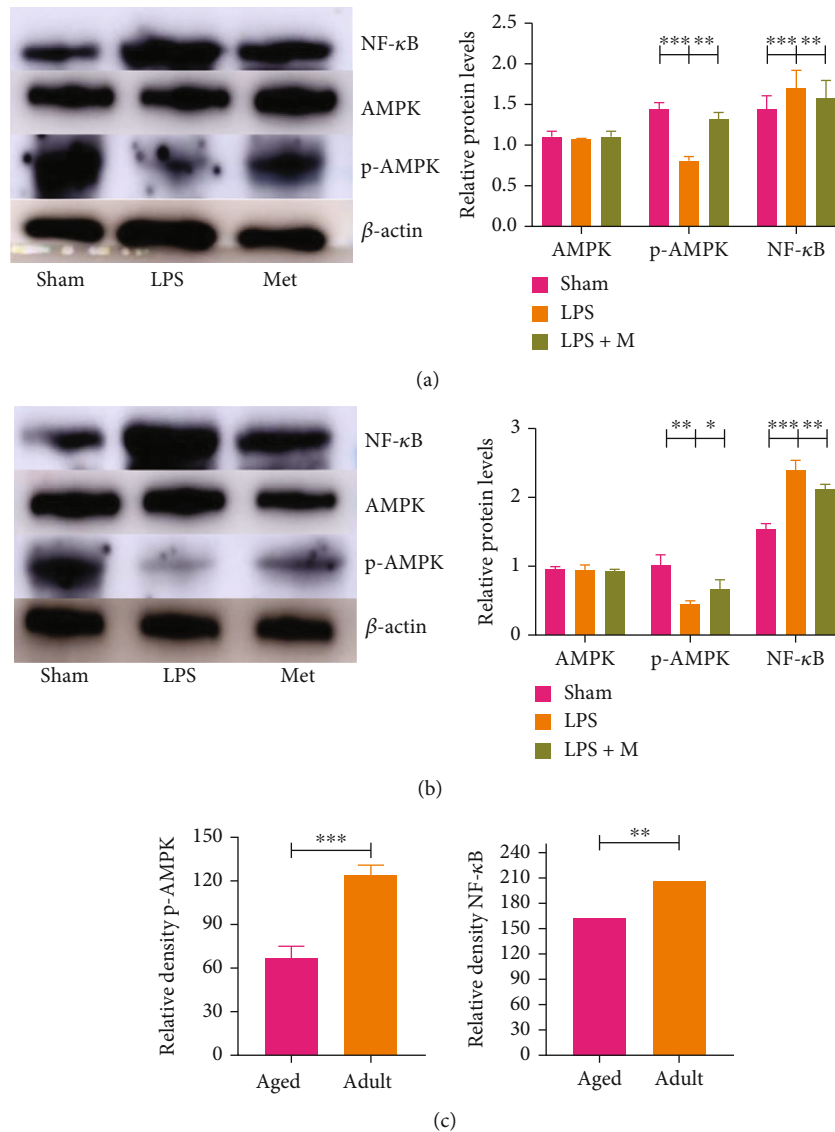 NF-κB
AMPK
p-AMPK
β-actin
Sham LPS Met
Relative protein levels
2.5
2.0
1.5
1.0
0.5
0.0
*** ** *** **
AMPK p-AMPK NF-κB
Sham
LPS
LPS + M
(a)
NF-κB
AMPK
p-AMPK
β-actin
Sham LPS Met
Relative protein levels
3
2
1
0
** * *** **
AMPK p-AMPK NF-κB
Sham
LPS
LPS + M
(b)
Relative density p-AMPK
150
120
90
60
30
0
***
Aged Adult
Relative density NF-κB
240
210
180
150
120
90
60
30
0
**
Aged Adult
(c)